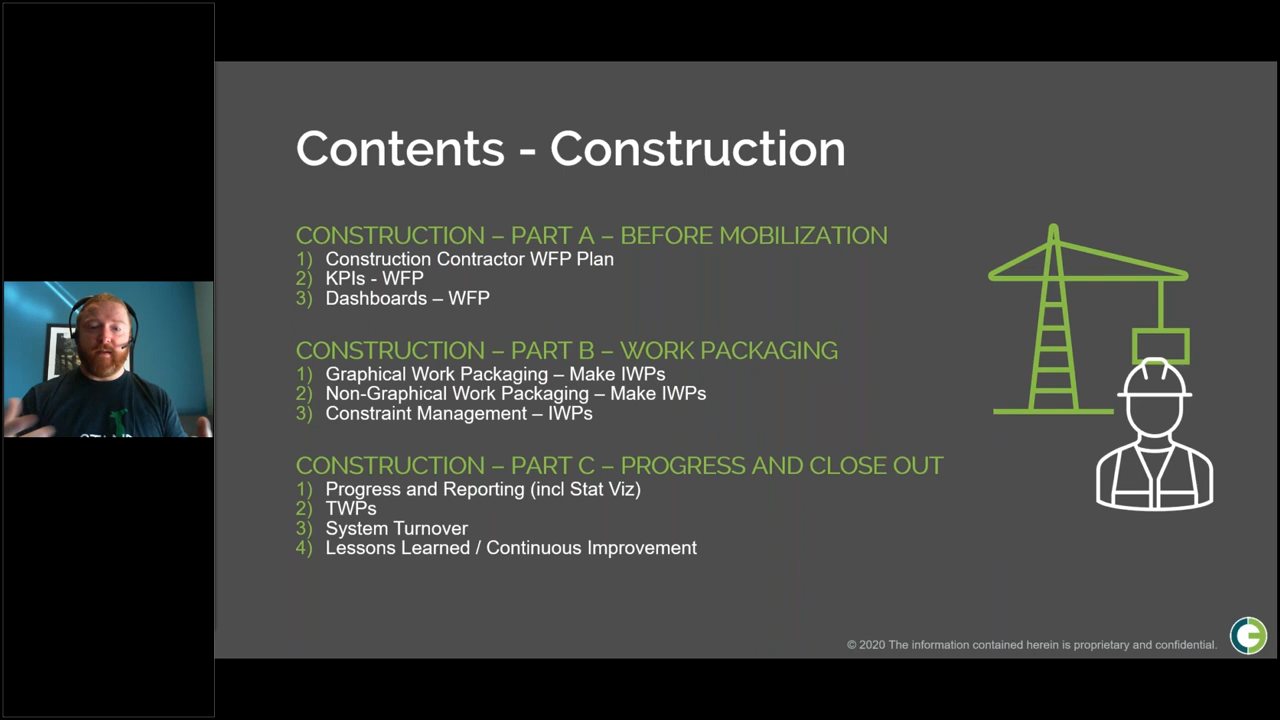 Contents - Construction
CONSTRUCTION – PART A – BEFORE MOBILIZATION
1) Construction Contractor WFP Plan
2) KPIs - WFP
3) Dashboards – WFP
CONSTRUCTION – PART B – WORK PACKAGING
1) Graphical Work Packaging – Make IWPs
2) Non-Graphical Work Packaging – Make IWPs
3) Constraint Management – IWPs
CONSTRUCTION – PART C – PROGRESS AND CLOSE OUT
1) Progress and Reporting (incl Stat Viz)
2) TWPs
3) System Turnover
4) Lessons Learned / Continuous Improvement
© 2020 The information contained herein is proprietary and confidential.